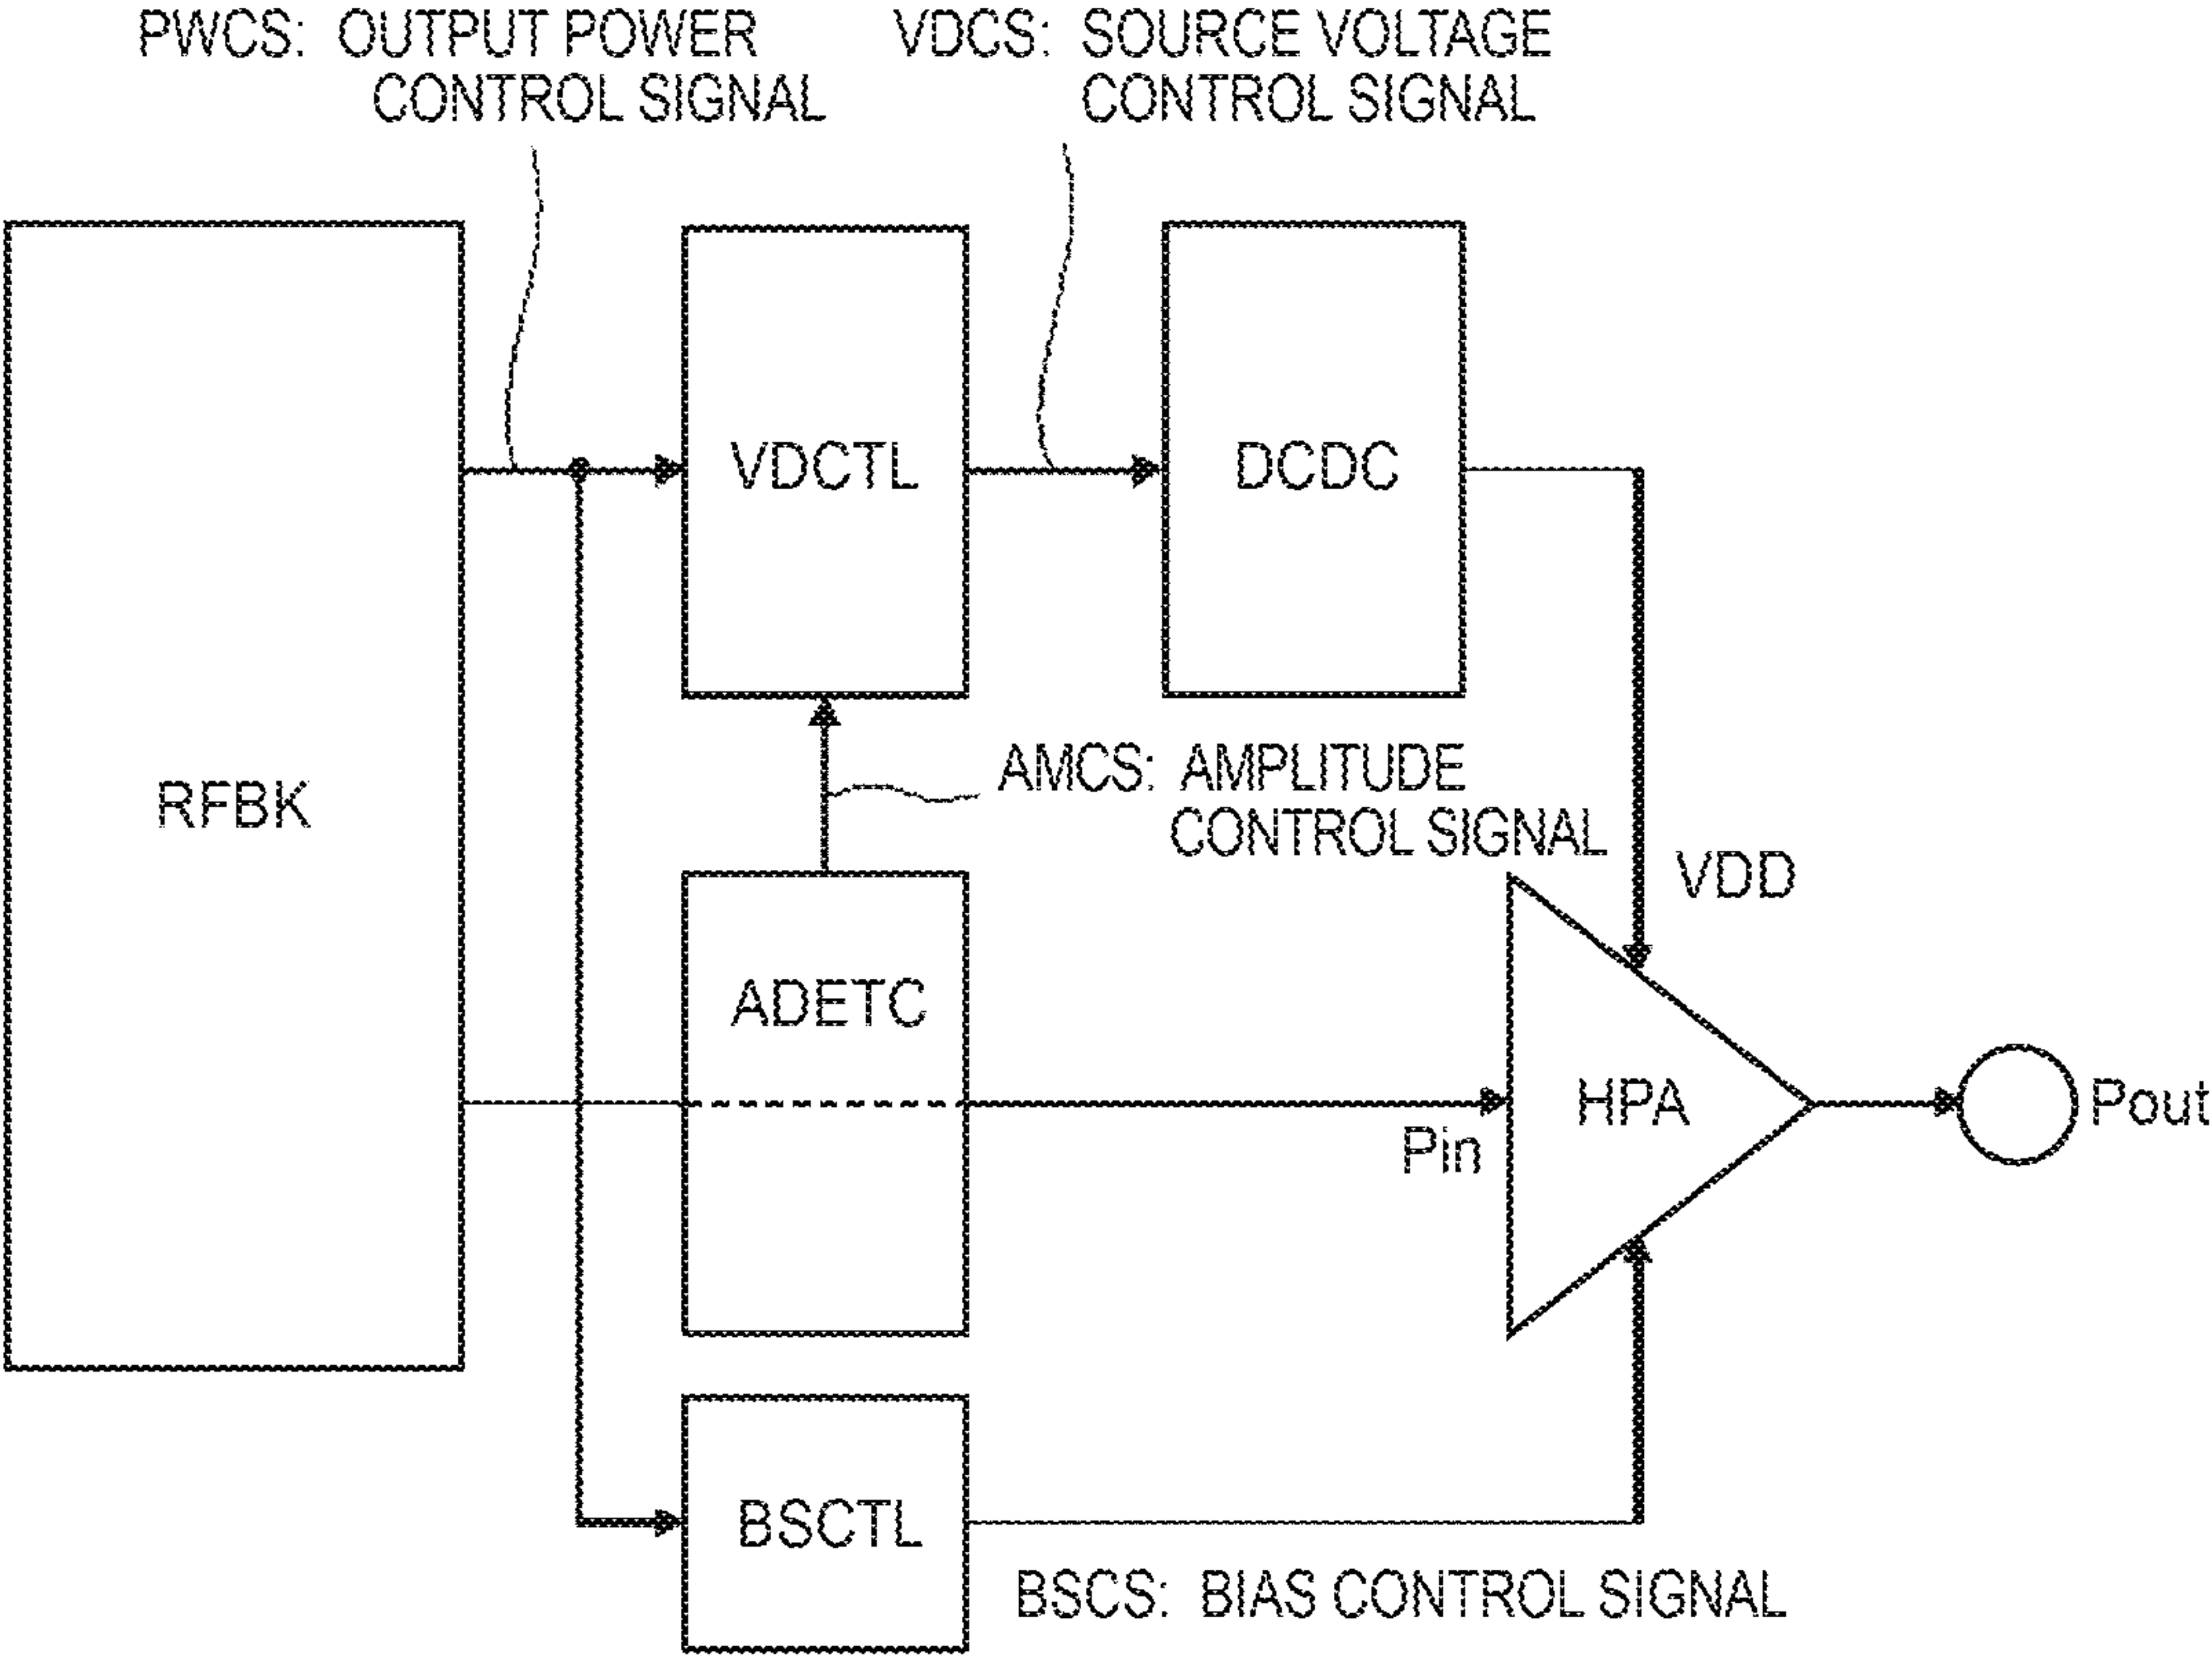 PWCS: OUTPUT POWER
CONTROL SIGNAL
VDCS: SOURCE VOLTAGE
CONTROL SIGNAL
VDCTL
DCDC
RFBK
AMCS: AMPLITUDE
CONTROL SIGNAL
VDD
ADETC
HPA
Pout
Pin
BSCTL
BSCS: BIAS CONTROL SIGNAL